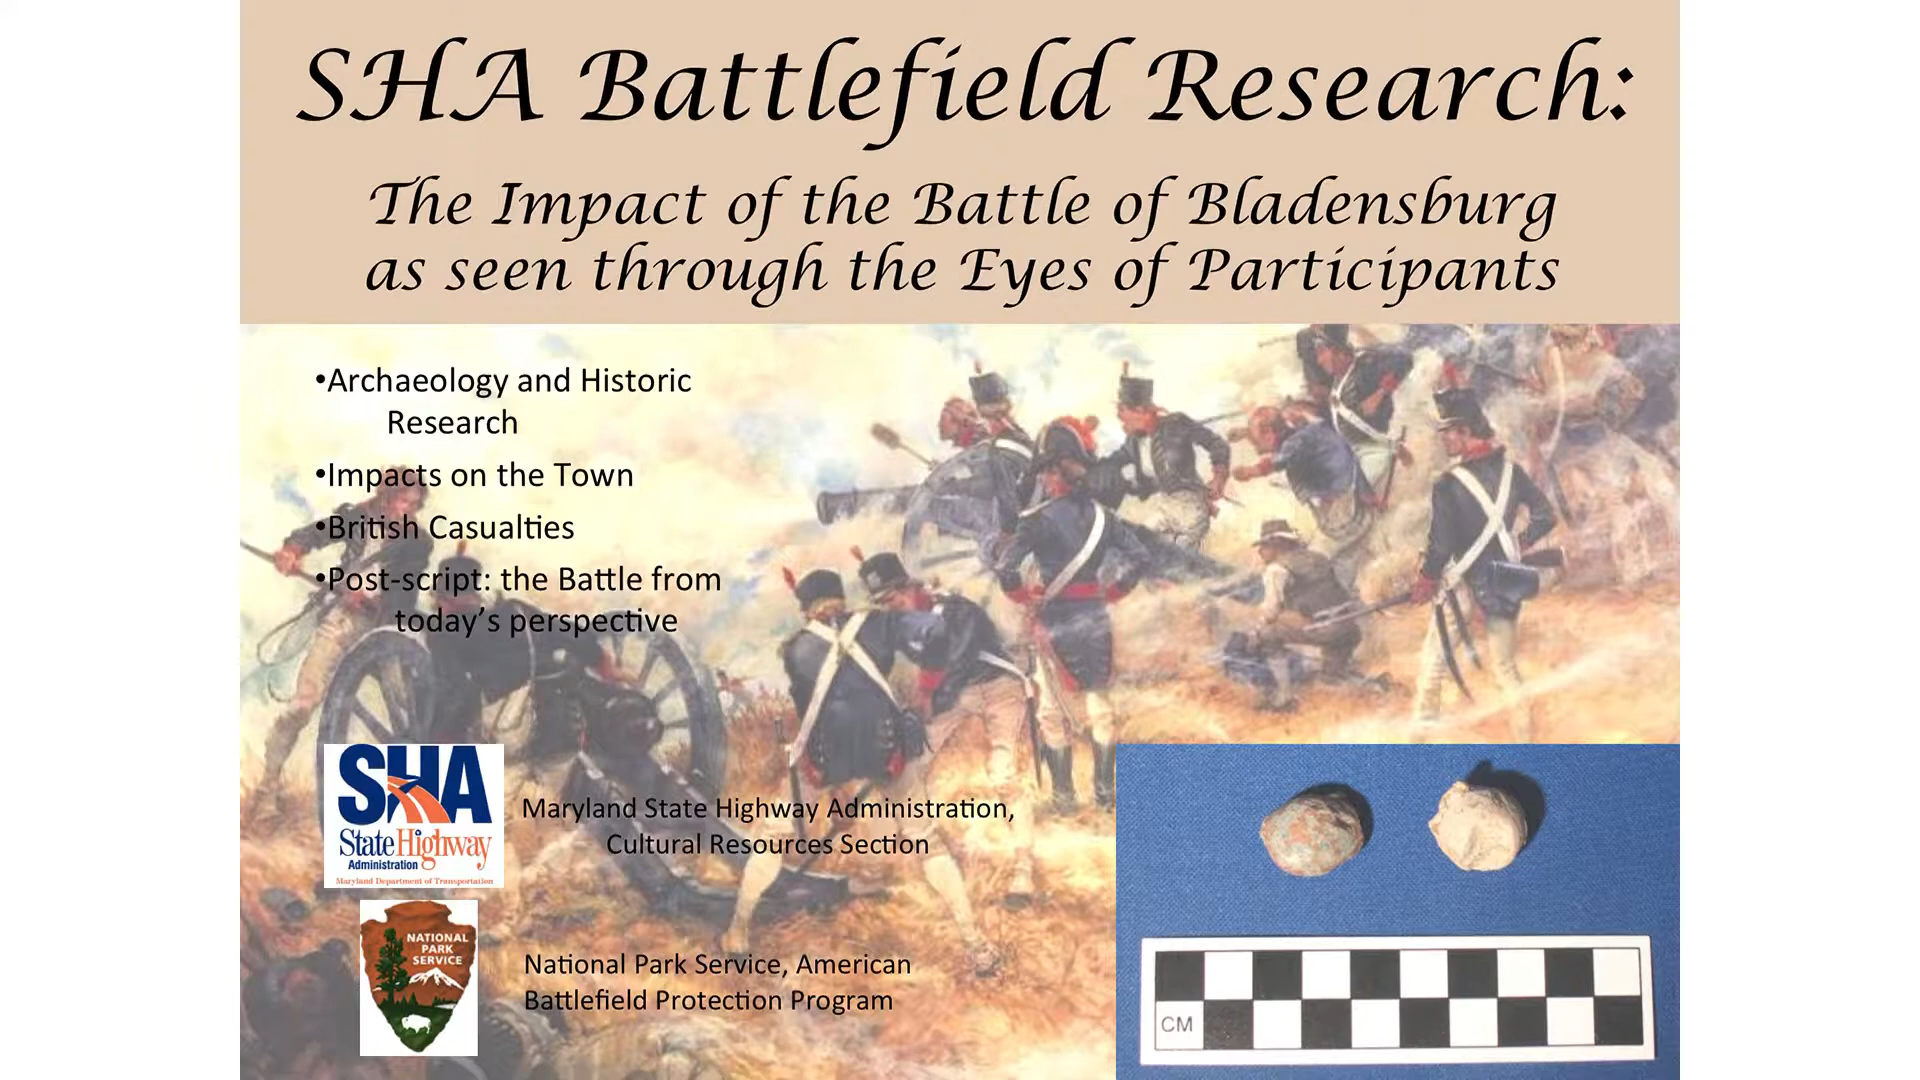 SHA Battlefield Research:
The Impact of the Battle of Bladensburg
as seen through the Eyes of Participants
•Archaeology and Historic
Research
•Impacts on the Town
•British Casualties
•Post-script: the Battle from
today's perspective
SHA
State Highway
Administration
Maryland Department of Transportation
Maryland State Highway Administration,
Cultural Resources Section
NATIONAL
PARK
SERVICE
National Park Service, American
Battlefield Protection Program
CM